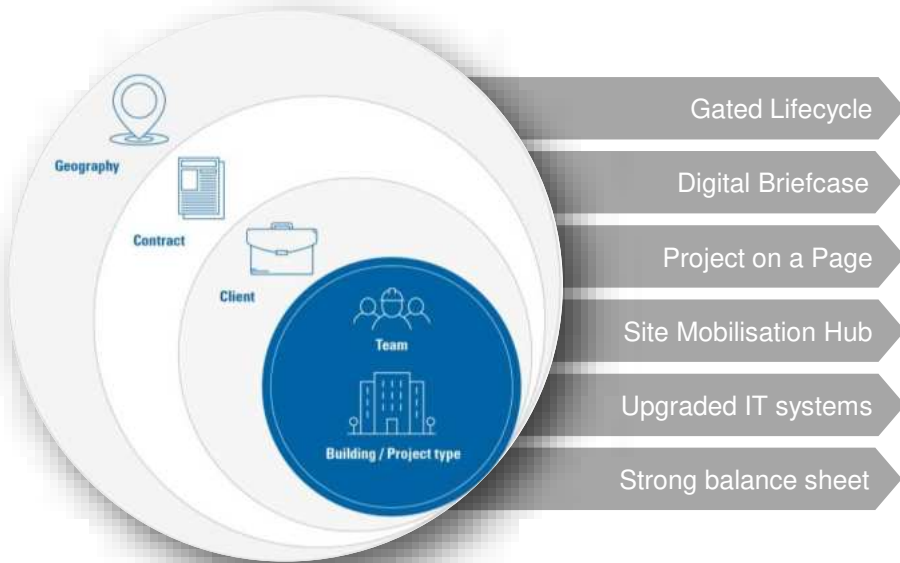 Geography
Contract
Client
Team
Building / Project type
Gated Lifecycle
Digital Briefcase
Project on a Page
Site Mobilisation Hub
Upgraded IT systems
Strong balance sheet